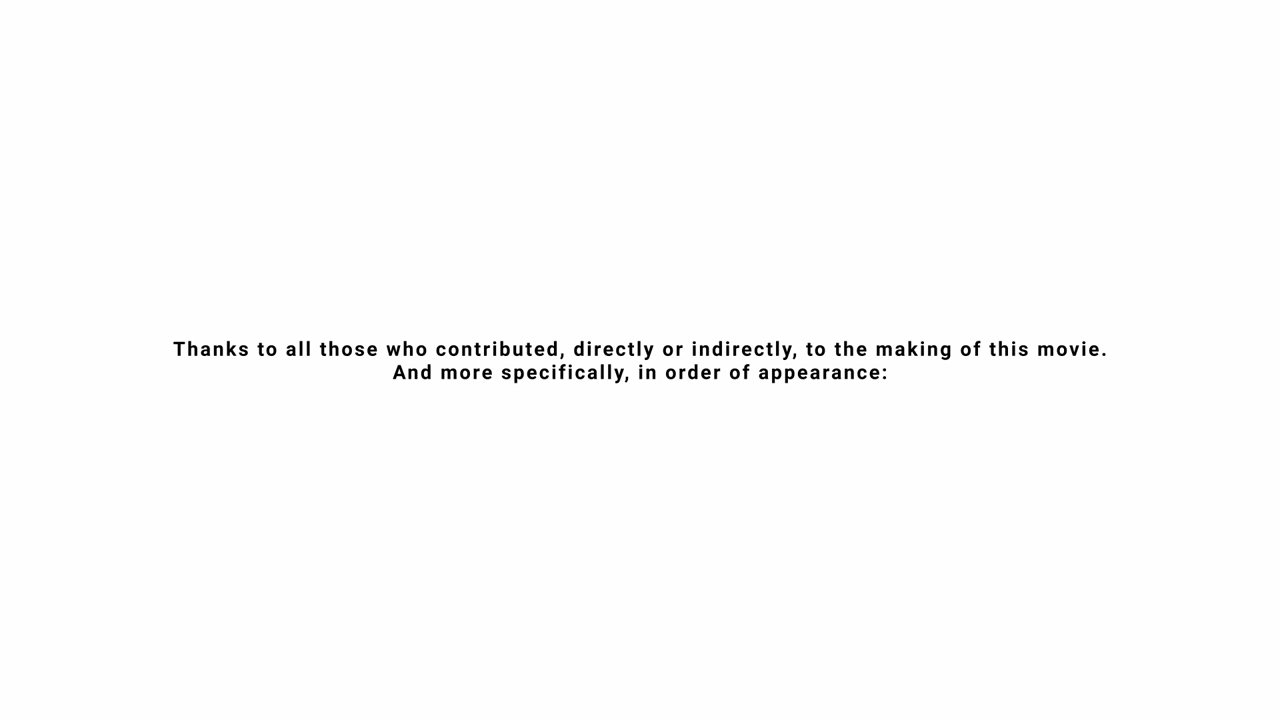 Thanks to all those who contributed, directly or indirectly, to the making of this movie.
And more specifically, in order of appearance: